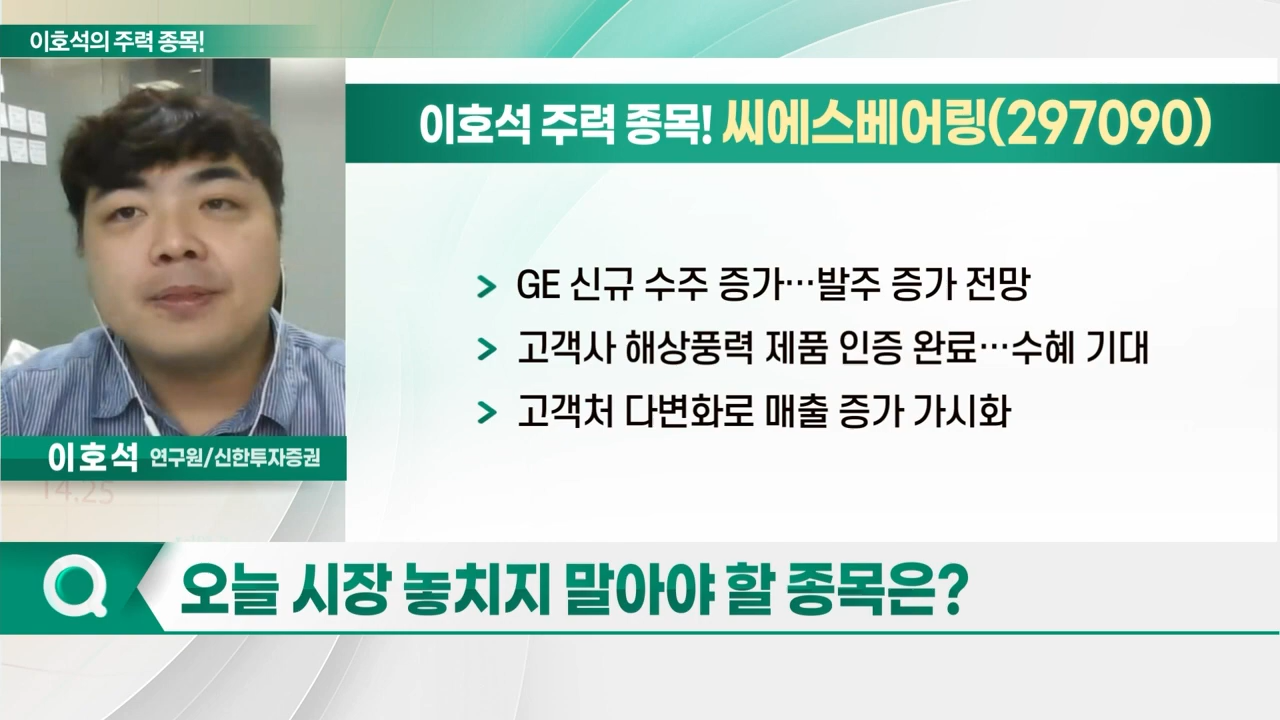 이호석의 주력 종목!
이호석 주력 종목! 씨에스베어링(297090)
GE 신규 수주 증가…발주 증가 전망
고객사 해상풍력 제품 인증 완료…수혜 기대
고객처 다변화로 매출 증가 가시화
이호석 연구원/신한투자증권
14.25
Q 오늘 시장 놓치지 말아야 할 종목은?